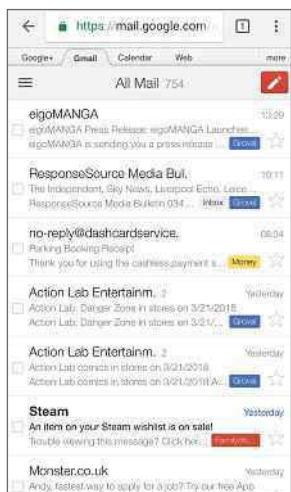 https://mail.google.com/
1
Google+ Gmail Calendar Web more
All Mail 754
eigoMANGA 13:29
eigoMANGA Press Release: eigoMANGA Launches...
eigoMANGA is sending you a press release ... Growl
ResponseSource Media Bul. 10:11
The Independent, Sky News, Liverpool Echo, Leice...
ResponseSource Media Bulletin 034... Inbox Growl
no-reply@dashcardservice. 08:34
Parking Booking Receipt
Thank you for using the cashless payment s... Money
Action Lab Entertainm. 2 Yesterday
Action Lab: Danger Zone in stores on 3/21/2018
Action Lab: Danger Zone in stores on 3/21/... Growl
Action Lab Entertainm. 2 Yesterday
Action Lab comics in stores on 3/21/2018
Action Lab comics in stores on 3/21/2018 A... Growl
Steam Yesterday
An item on your Steam wishlist is on sale!
Trouble viewing this message? Click her...
Monster.co.uk Yesterday
Andy, fastest way to apply for a job? Try our free App